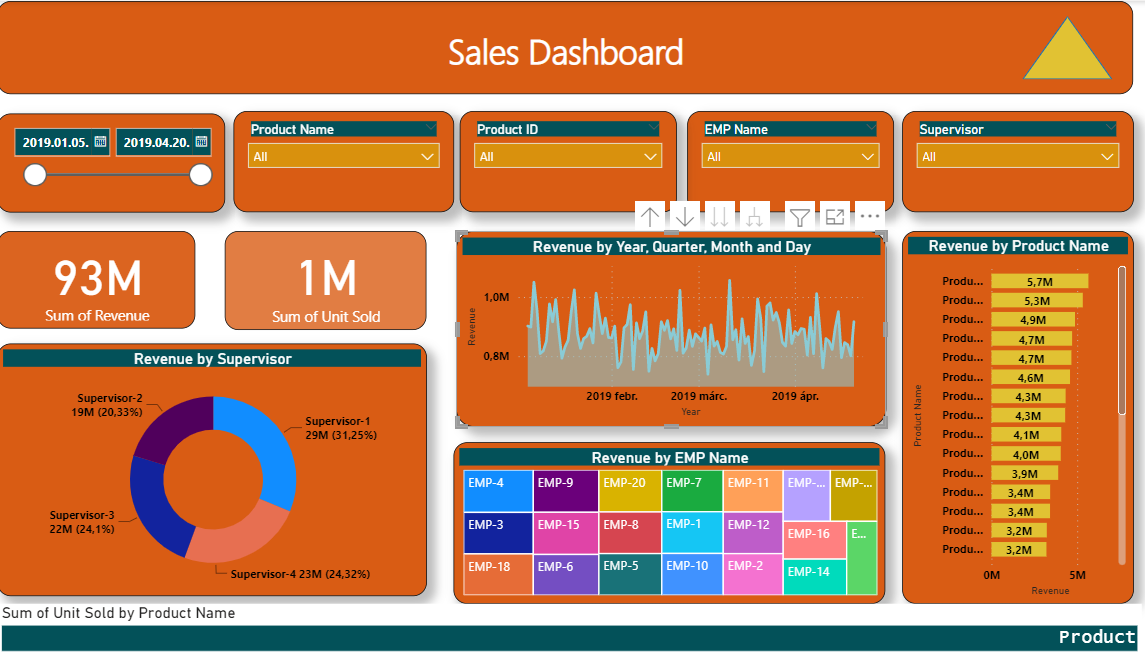 Sales Dashboard
2019.01.05.
2019.04.20.
Product Name
All
Product ID
All
EMP Name
All
Supervisor
All
93M
Sum of Revenue
1M
Sum of Unit Sold
Revenue by Year, Quarter, Month and Day
Revenue
1,0M
0,8M
2019 febr.
2019 márc.
2019 ápr.
Year
Revenue by Product Name
Product Name
Produ... 5,7M
Produ... 5,3M
Produ... 4,9M
Produ... 4,7M
Produ... 4,7M
Produ... 4,6M
Produ... 4,3M
Produ... 4,3M
Produ... 4,1M
Produ... 4,0M
Produ... 3,9M
Produ... 3,4M
Produ... 3,4M
Produ... 3,2M
Produ... 3,2M
0M 5M
Revenue
Revenue by Supervisor
Supervisor-2
19M (20,33%)
Supervisor-1
29M (31,25%)
Supervisor-3
22M (24,1%)
Supervisor-4 23M (24,32%)
Revenue by EMP Name
EMP-4 EMP-9 EMP-20 EMP-7 EMP-11 EMP-... EMP-...
EMP-3 EMP-15 EMP-8 EMP-1 EMP-12 EMP-16 E...
EMP-18 EMP-6 EMP-5 EMP-10 EMP-2 EMP-14
Sum of Unit Sold by Product Name
Product